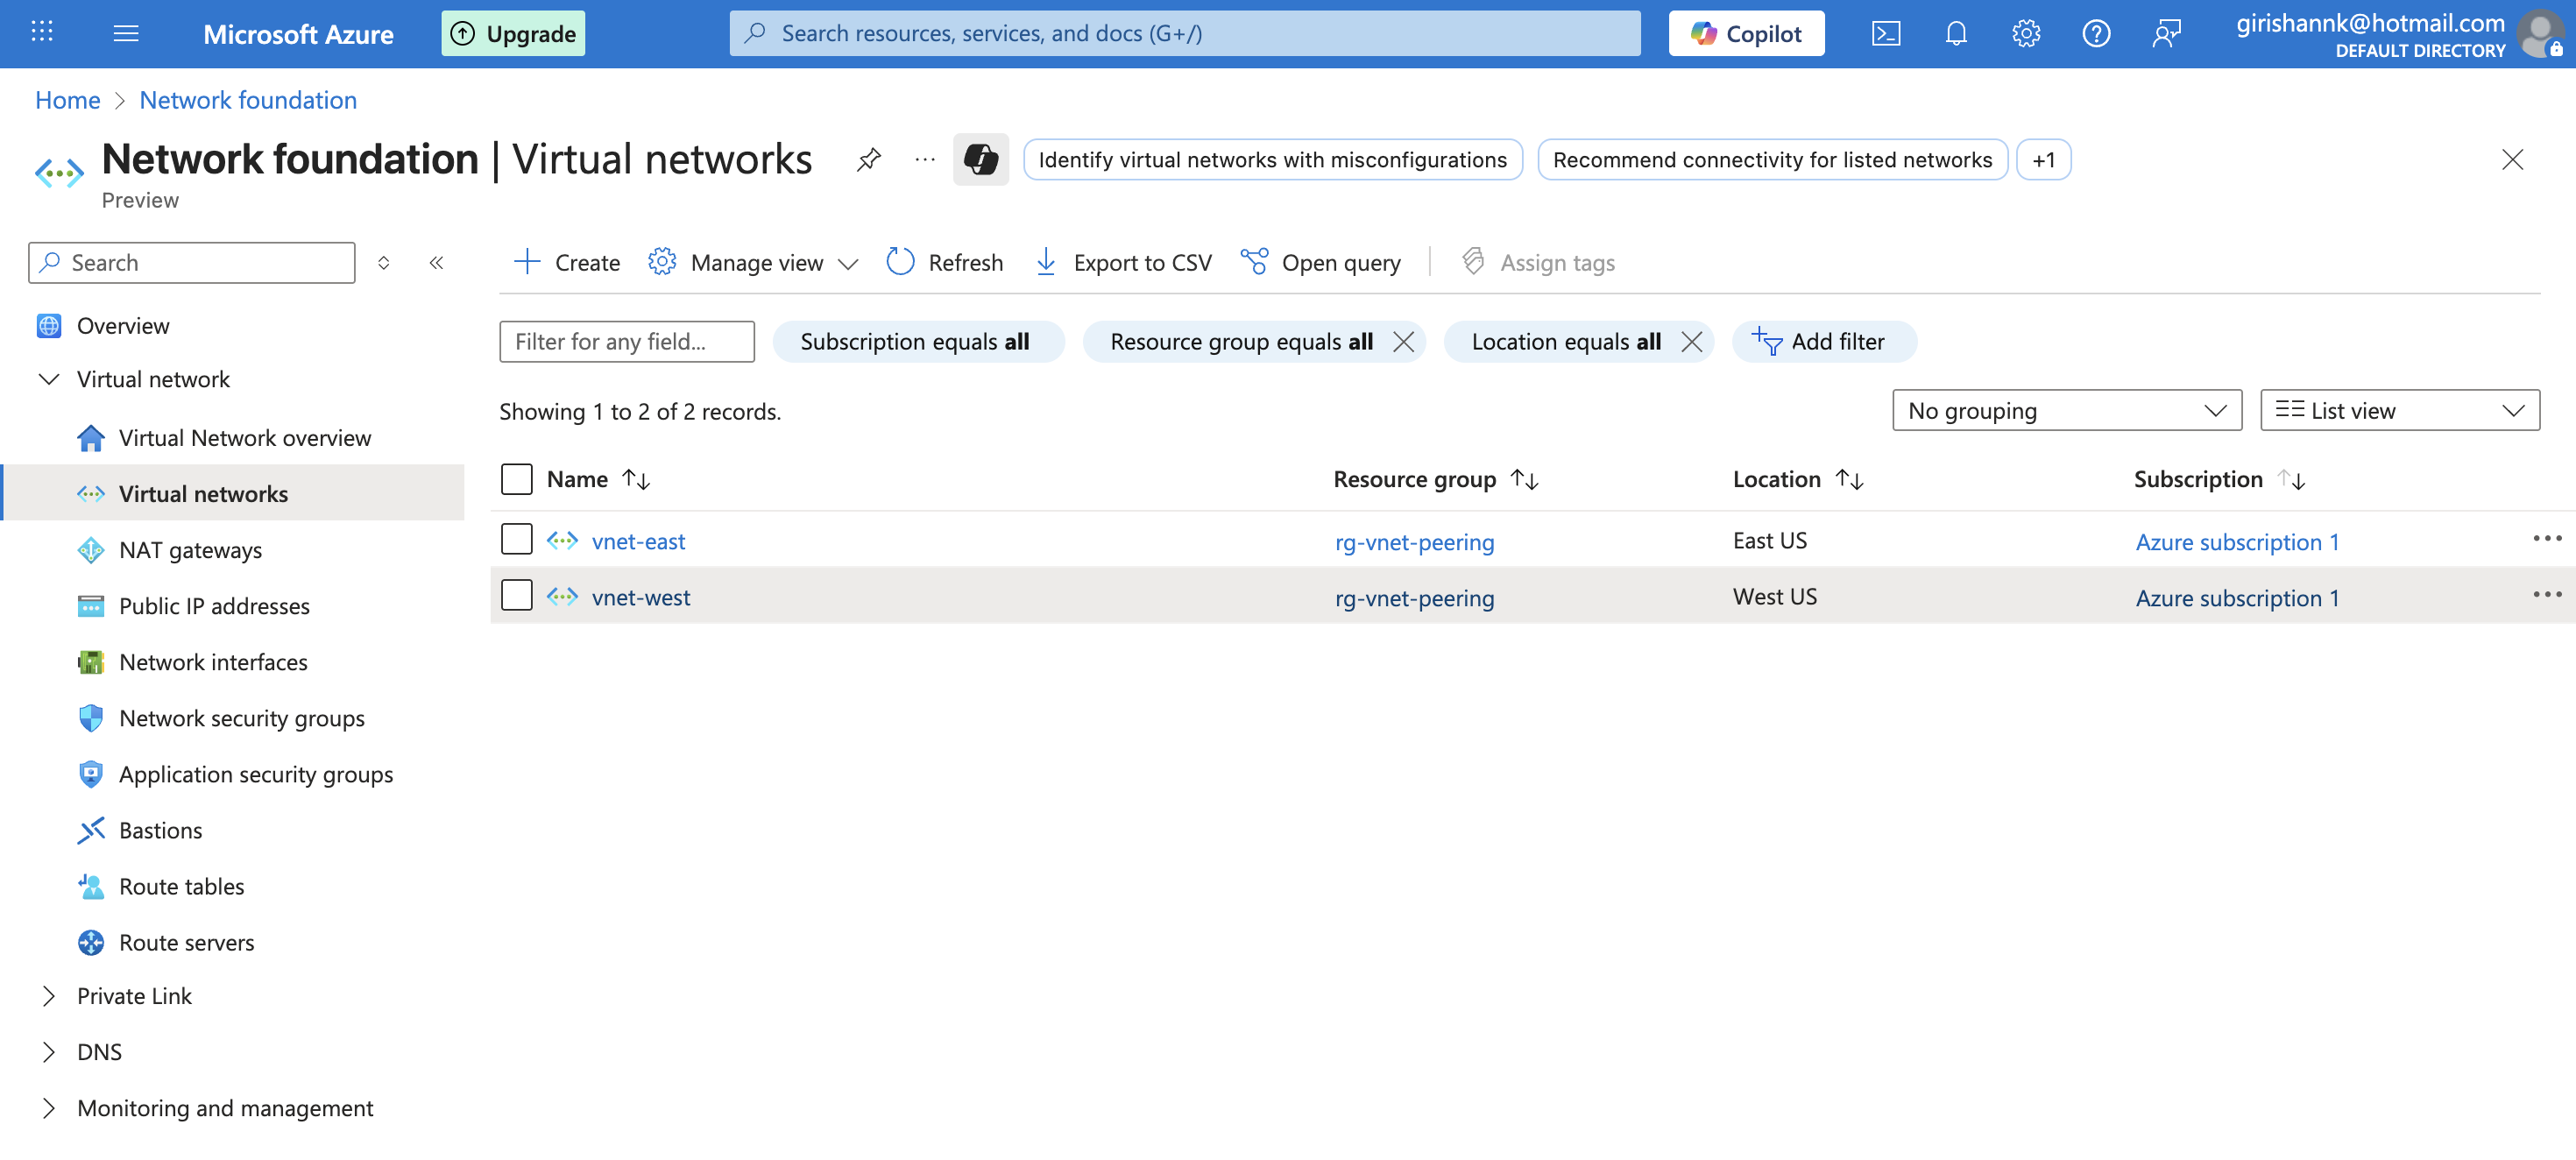 Microsoft Azure
Upgrade
Search resources, services, and docs (G+/)
Copilot
girishannk@hotmail.com
DEFAULT DIRECTORY
Home > Network foundation
Network foundation | Virtual networks
Preview
Identify virtual networks with misconfigurations
Recommend connectivity for listed networks
+1
Search
Overview
Virtual network
Virtual Network overview
Virtual networks
NAT gateways
Public IP addresses
Network interfaces
Network security groups
Application security groups
Bastions
Route tables
Route servers
Private Link
DNS
Monitoring and management
Create
Manage view
Refresh
Export to CSV
Open query
Assign tags
Filter for any field...
Subscription equals all
Resource group equals all
Location equals all
Add filter
Showing 1 to 2 of 2 records.
No grouping
List view
Name Resource group Location Subscription
vnet-east rg-vnet-peering East US Azure subscription 1
vnet-west rg-vnet-peering West US Azure subscription 1